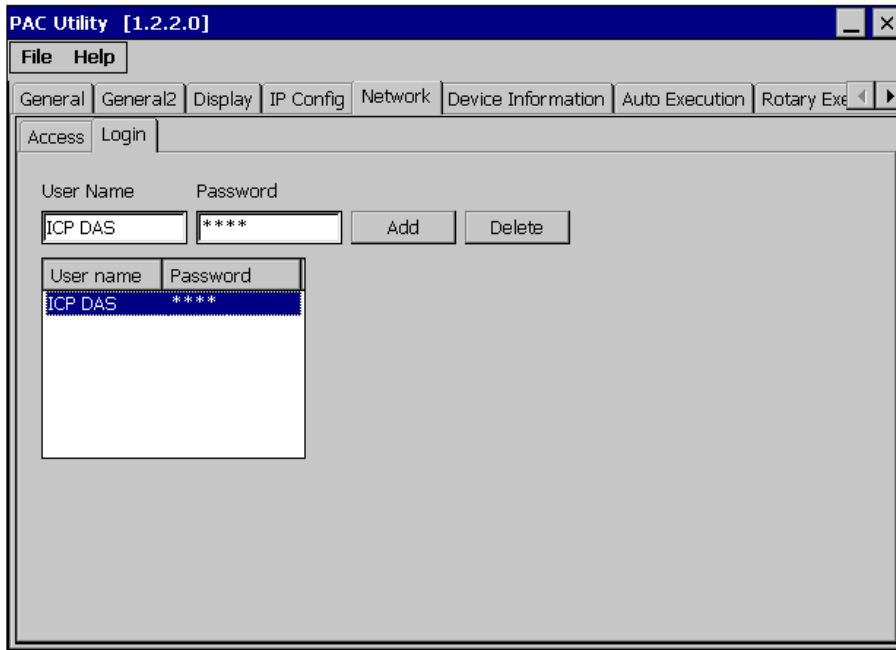 PAC Utility [1.2.2.0]
File Help
General General2 Display IP Config Network Device Information Auto Execution Rotary Exe
Access Login
User Name Password
ICP DAS **** Add Delete
User name Password
ICP DAS ****